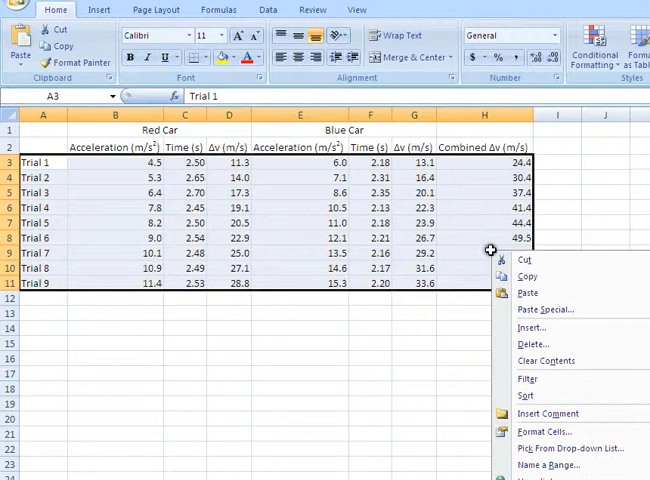 Home Insert Page Layout Formulas Data Review View
Cut
Copy
Format Painter
Paste
Clipboard
Calibri 11
B I U
Font
Wrap Text
Merge & Center
Alignment
General
$ % ,
Number
Conditional Formatting
Styles
A3 fx Trial 1
A B C D E F G H I J
1 Red Car Blue Car
2 Acceleration (m/s²) Time (s) Δv (m/s) Acceleration (m/s²) Time (s) Δv (m/s) Combined Δv (m/s)
3 Trial 1 4.5 2.50 11.3 6.0 2.18 13.1 24.4
4 Trial 2 5.3 2.65 14.0 7.1 2.31 16.4 30.4
5 Trial 3 6.4 2.70 17.3 8.6 2.35 20.1 37.4
6 Trial 4 7.8 2.45 19.1 10.5 2.13 22.3 41.4
7 Trial 5 8.2 2.50 20.5 11.0 2.18 23.9 44.4
8 Trial 6 9.0 2.54 22.9 12.1 2.21 26.7 49.5
9 Trial 7 10.1 2.48 25.0 13.5 2.16 29.2
10 Trial 8 10.9 2.49 27.1 14.6 2.17 31.6
11 Trial 9 11.4 2.53 28.8 15.3 2.20 33.6
12
13
14
15
16
17
18
19
20
21
22
23
24
Cut
Copy
Paste
Paste Special...
Insert...
Delete...
Clear Contents
Filter
Sort
Insert Comment
Format Cells...
Pick From Drop-down List...
Name a Range...